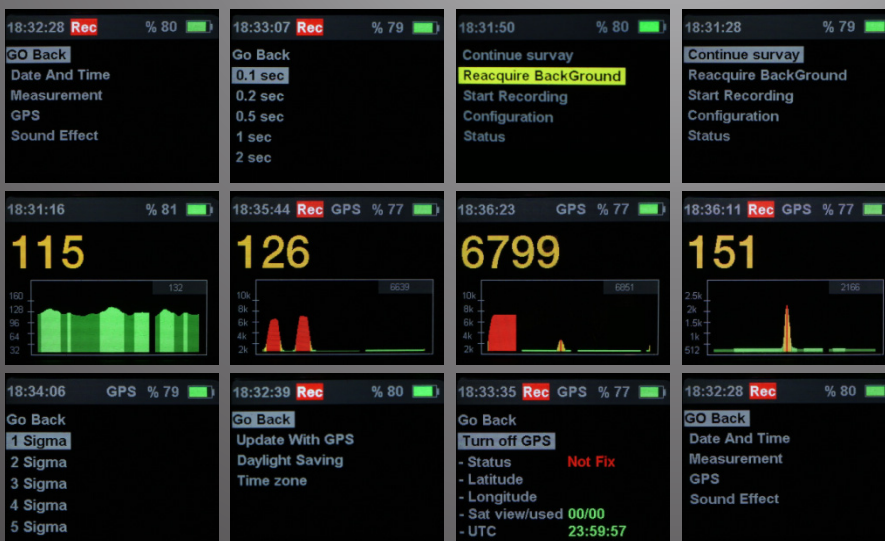 18:32:28 Rec % 80
GO Back
Date And Time
Measurement
GPS
Sound Effect
18:33:07 Rec % 79
Go Back
0.1 sec
0.2 sec
0.5 sec
1 sec
2 sec
18:31:50 % 80
Continue survay
Reacquire BackGround
Start Recording
Configuration
Status
18:31:28 % 79
Continue survay
Reacquire BackGround
Start Recording
Configuration
Status
18:31:16 % 81
115
132
160
128
96
64
32
18:35:44 Rec GPS % 77
126
6639
10k
8k
6k
4k
2k
18:36:23 GPS % 77
6799
6851
10k
8k
6k
4k
2k
18:36:11 Rec GPS % 77
151
2166
2.5k
2k
1.5k
1k
512
18:34:06 GPS % 79
Go Back
1 Sigma
2 Sigma
3 Sigma
4 Sigma
5 Sigma
18:32:39 Rec % 80
Go Back
Update With GPS
Daylight Saving
Time zone
18:33:35 Rec GPS % 77
Go Back
Turn off GPS
- Status Not Fix
- Latitude
- Longitude
- Sat view/used 00/00
- UTC 23:59:57
18:32:28 Rec % 80
GO Back
Date And Time
Measurement
GPS
Sound Effect